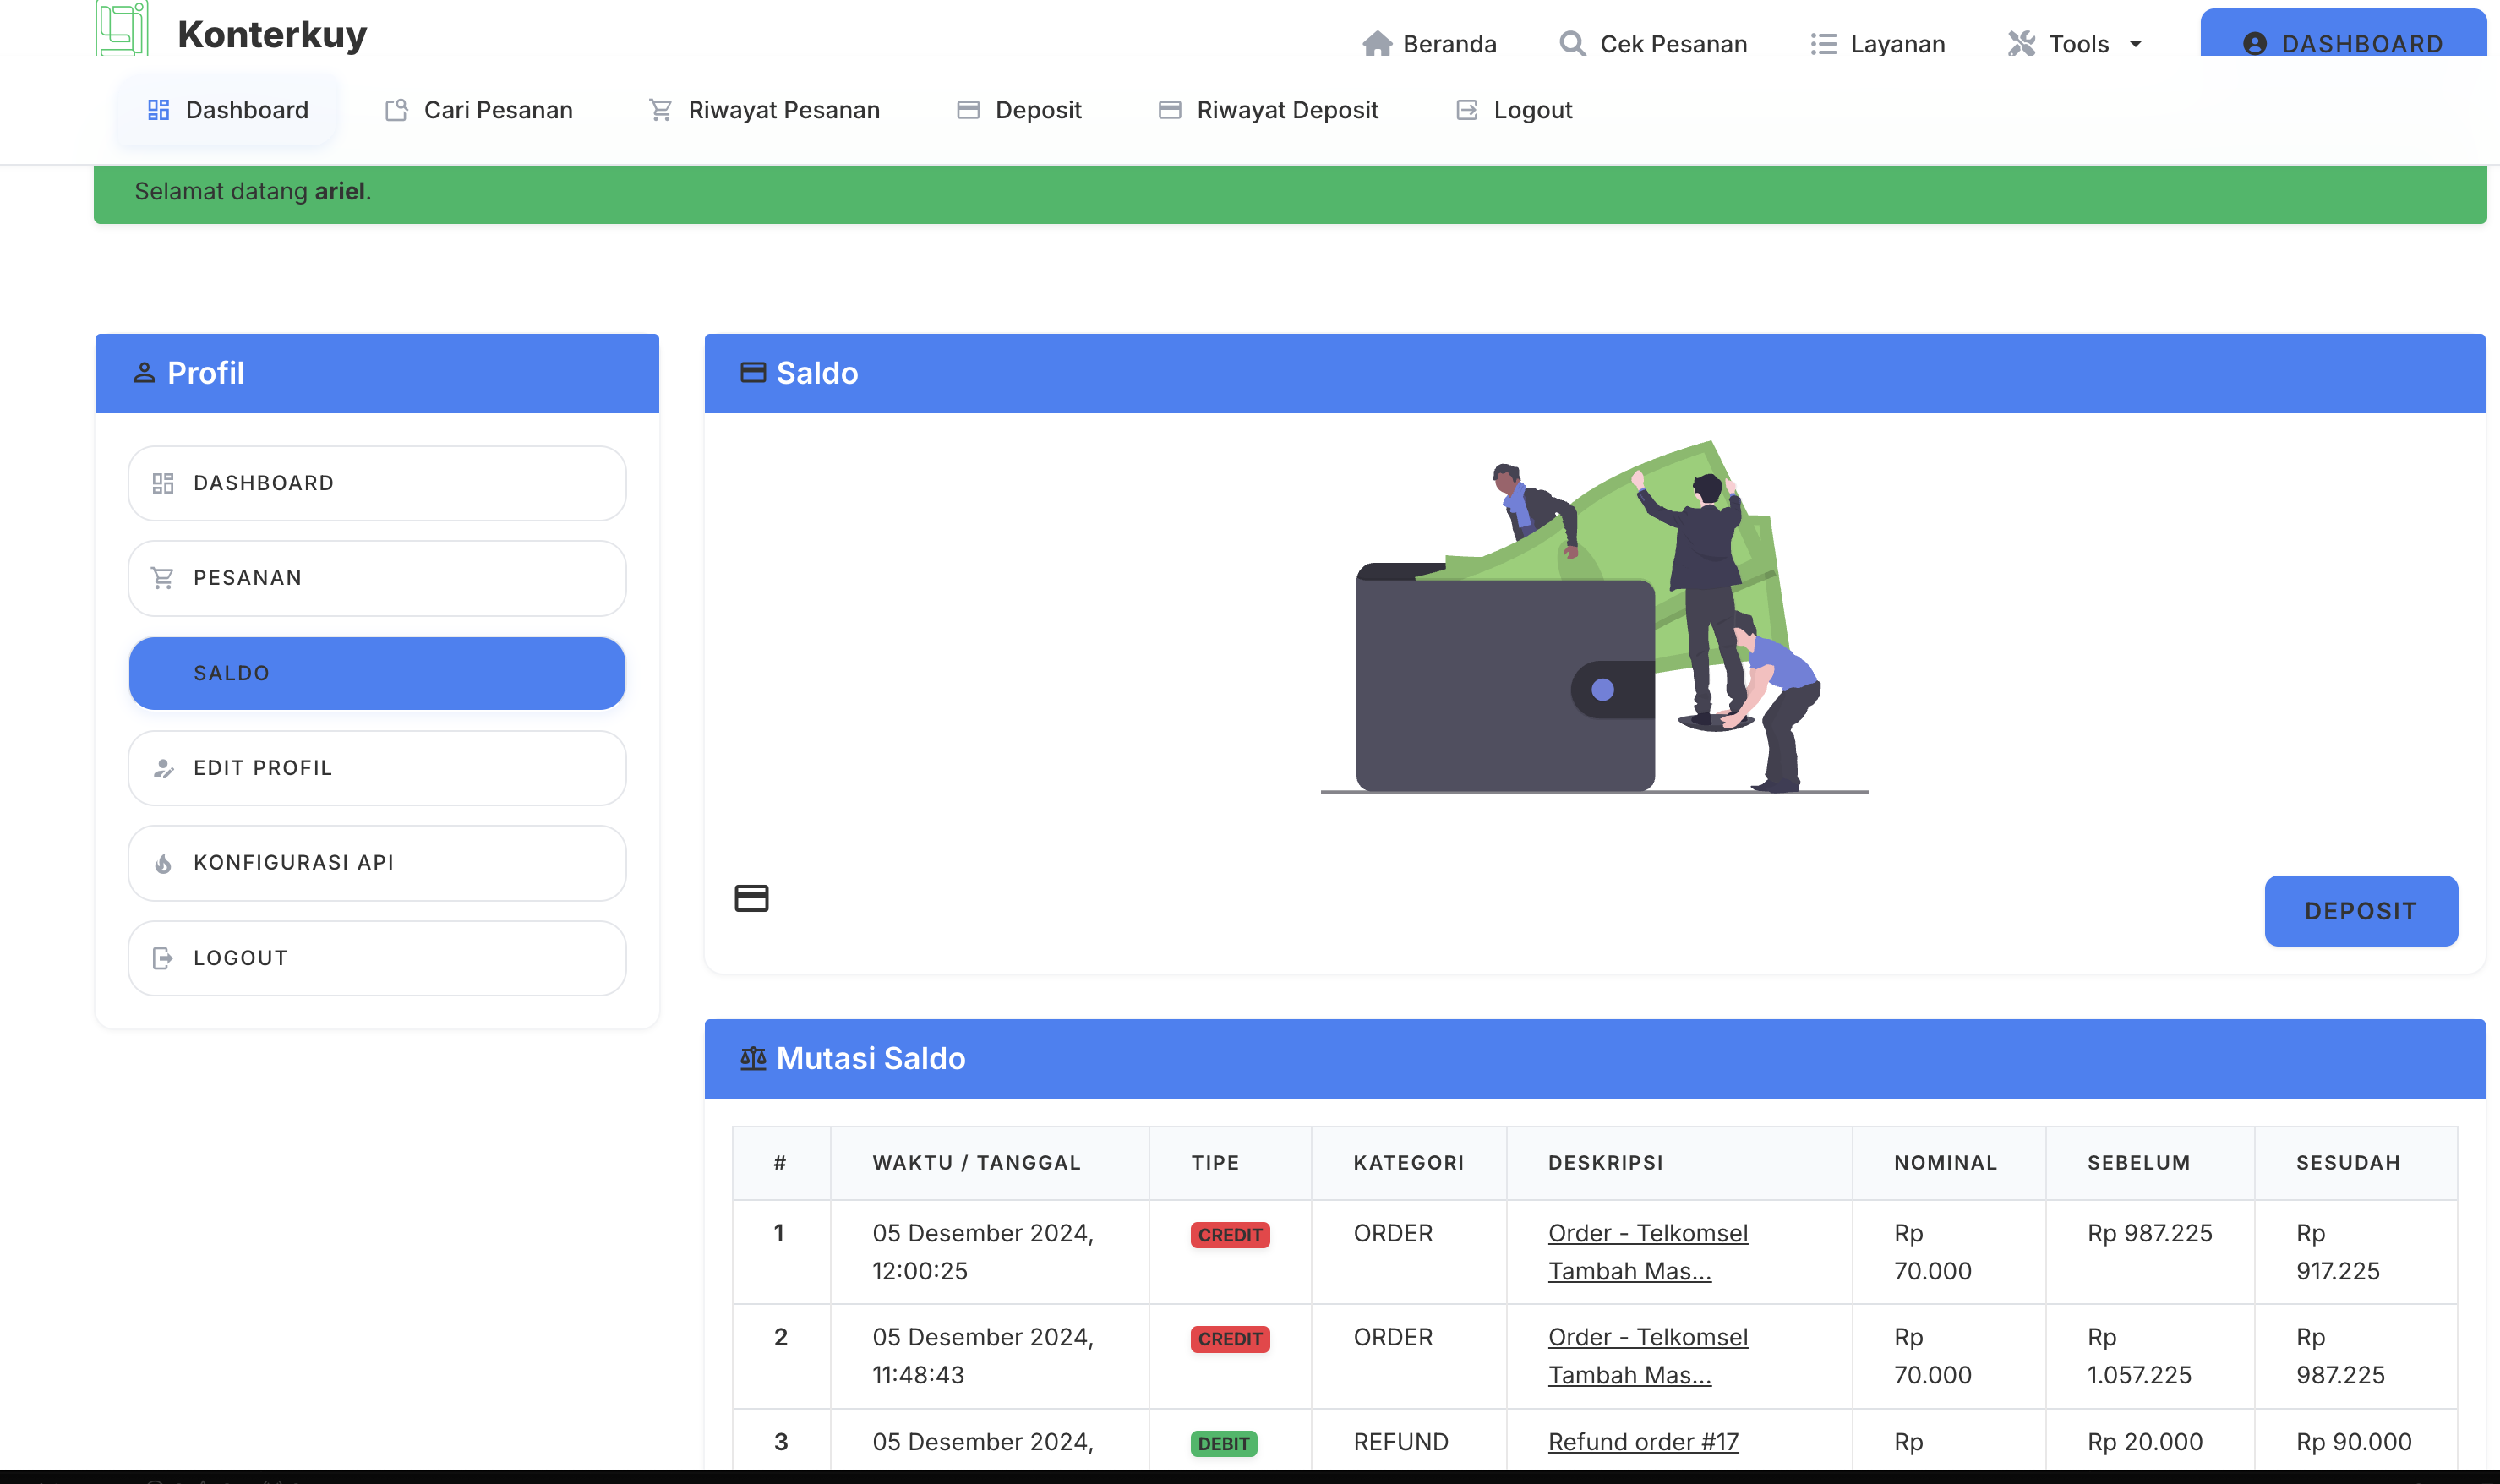 Konterkuy
Beranda
Cek Pesanan
Layanan
Tools
DASHBOARD
Dashboard
Cari Pesanan
Riwayat Pesanan
Deposit
Riwayat Deposit
Logout
Selamat datang ariel.
Profil
DASHBOARD
PESANAN
SALDO
EDIT PROFIL
KONFIGURASI API
LOGOUT
Saldo
DEPOSIT
Mutasi Saldo
# WAKTU / TANGGAL TIPE KATEGORI DESKRIPSI NOMINAL SEBELUM SESUDAH
1 05 Desember 2024, CREDIT ORDER Order - Telkomsel Rp Rp 987.225 Rp
12:00:25 Tambah Mas... 70.000 917.225
2 05 Desember 2024, CREDIT ORDER Order - Telkomsel Rp Rp Rp
11:48:43 Tambah Mas... 70.000 1.057.225 987.225
3 05 Desember 2024, DEBIT REFUND Refund order #17 Rp Rp 20.000 Rp 90.000